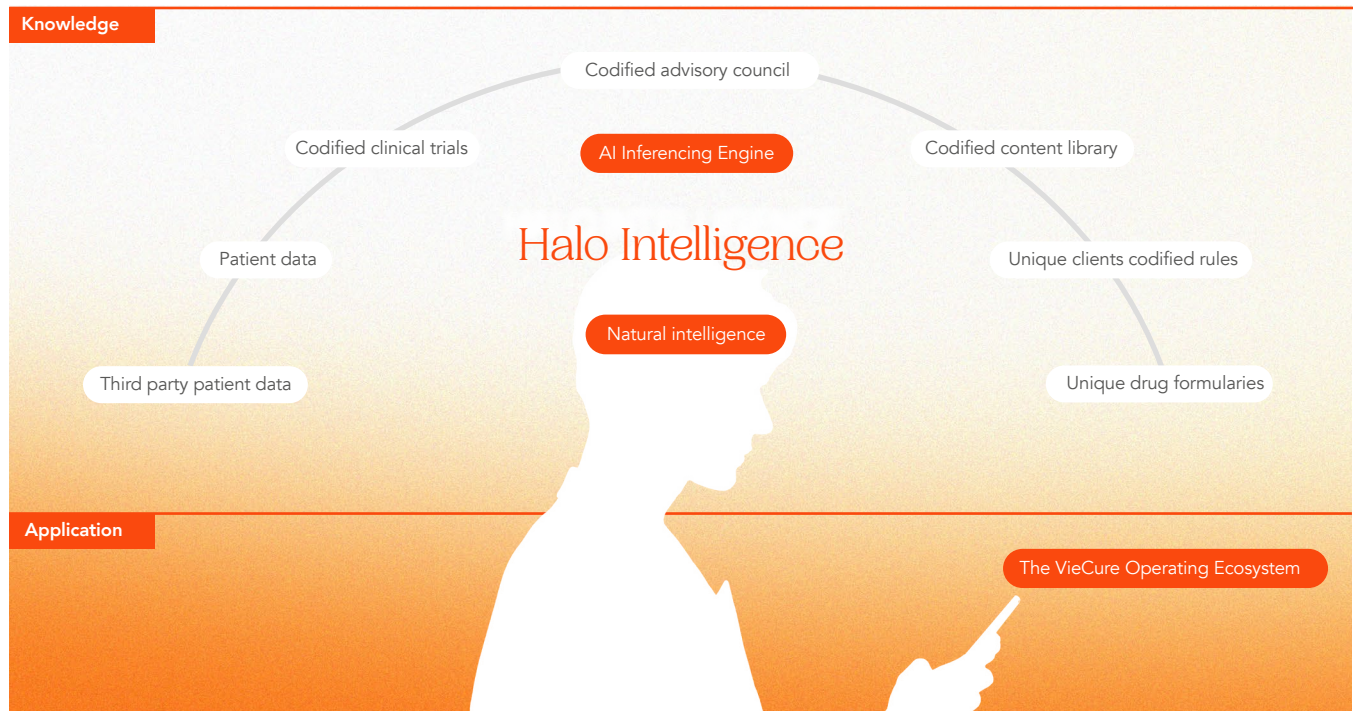 Knowledge
Codified advisory council
Codified clinical trials
AI Inferencing Engine
Codified content library
Halo Intelligence
Patient data
Unique clients codified rules
Natural intelligence
Third party patient data
Unique drug formularies
Application
The VieCure Operating Ecosystem